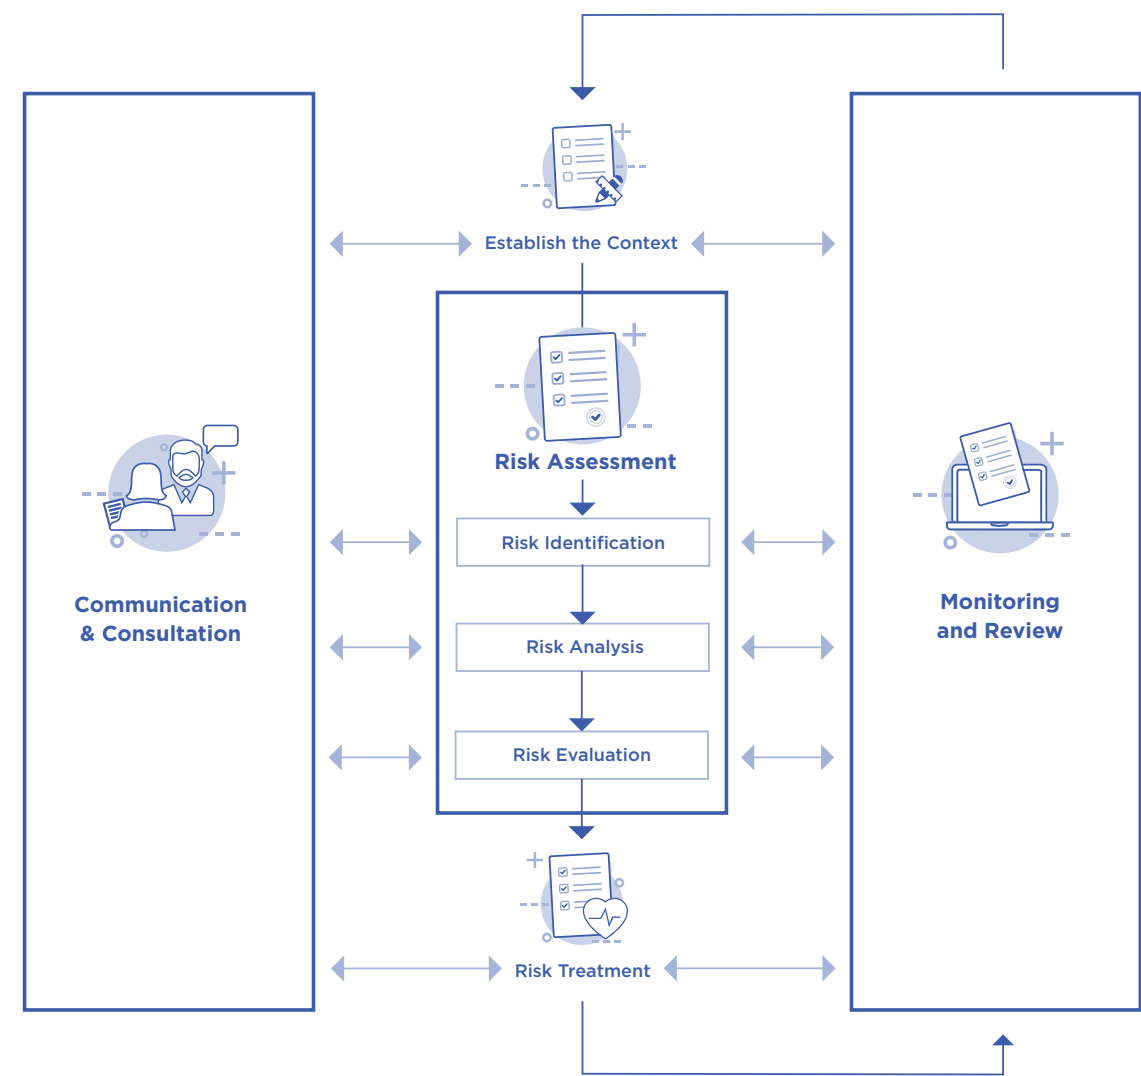 Establish the Context
Risk Assessment
Risk Identification
Communication
& Consultation
Monitoring
and Review
Risk Analysis
Risk Evaluation
Risk Treatment